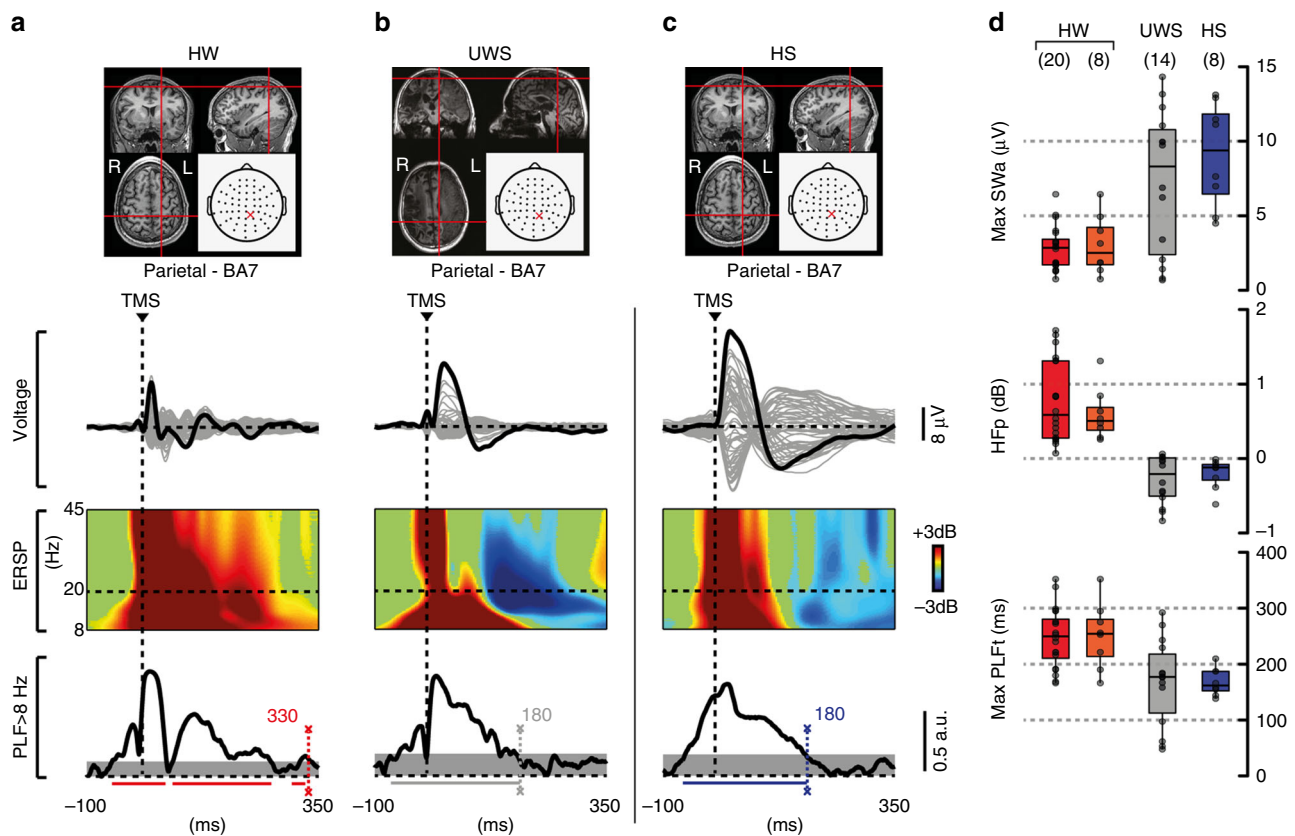 a
HW
R L
Parietal - BA7
b
UWS
R L
Parietal - BA7
c
HS
R L
Parietal - BA7
TMS
TMS
Voltage
8 μV
ERSP
(Hz)
45
20
8
+3dB
−3dB
PLF>8 Hz
330
180
180
0.5 a.u.
−100 350
(ms)
−100 350
(ms)
−100 350
(ms)
d
HW UWS HS
(20) (8) (14) (8)
Max SWa (μV)
15
10
5
0
HFp (dB)
2
1
0
−1
Max PLFt (ms)
400
300
200
100
0